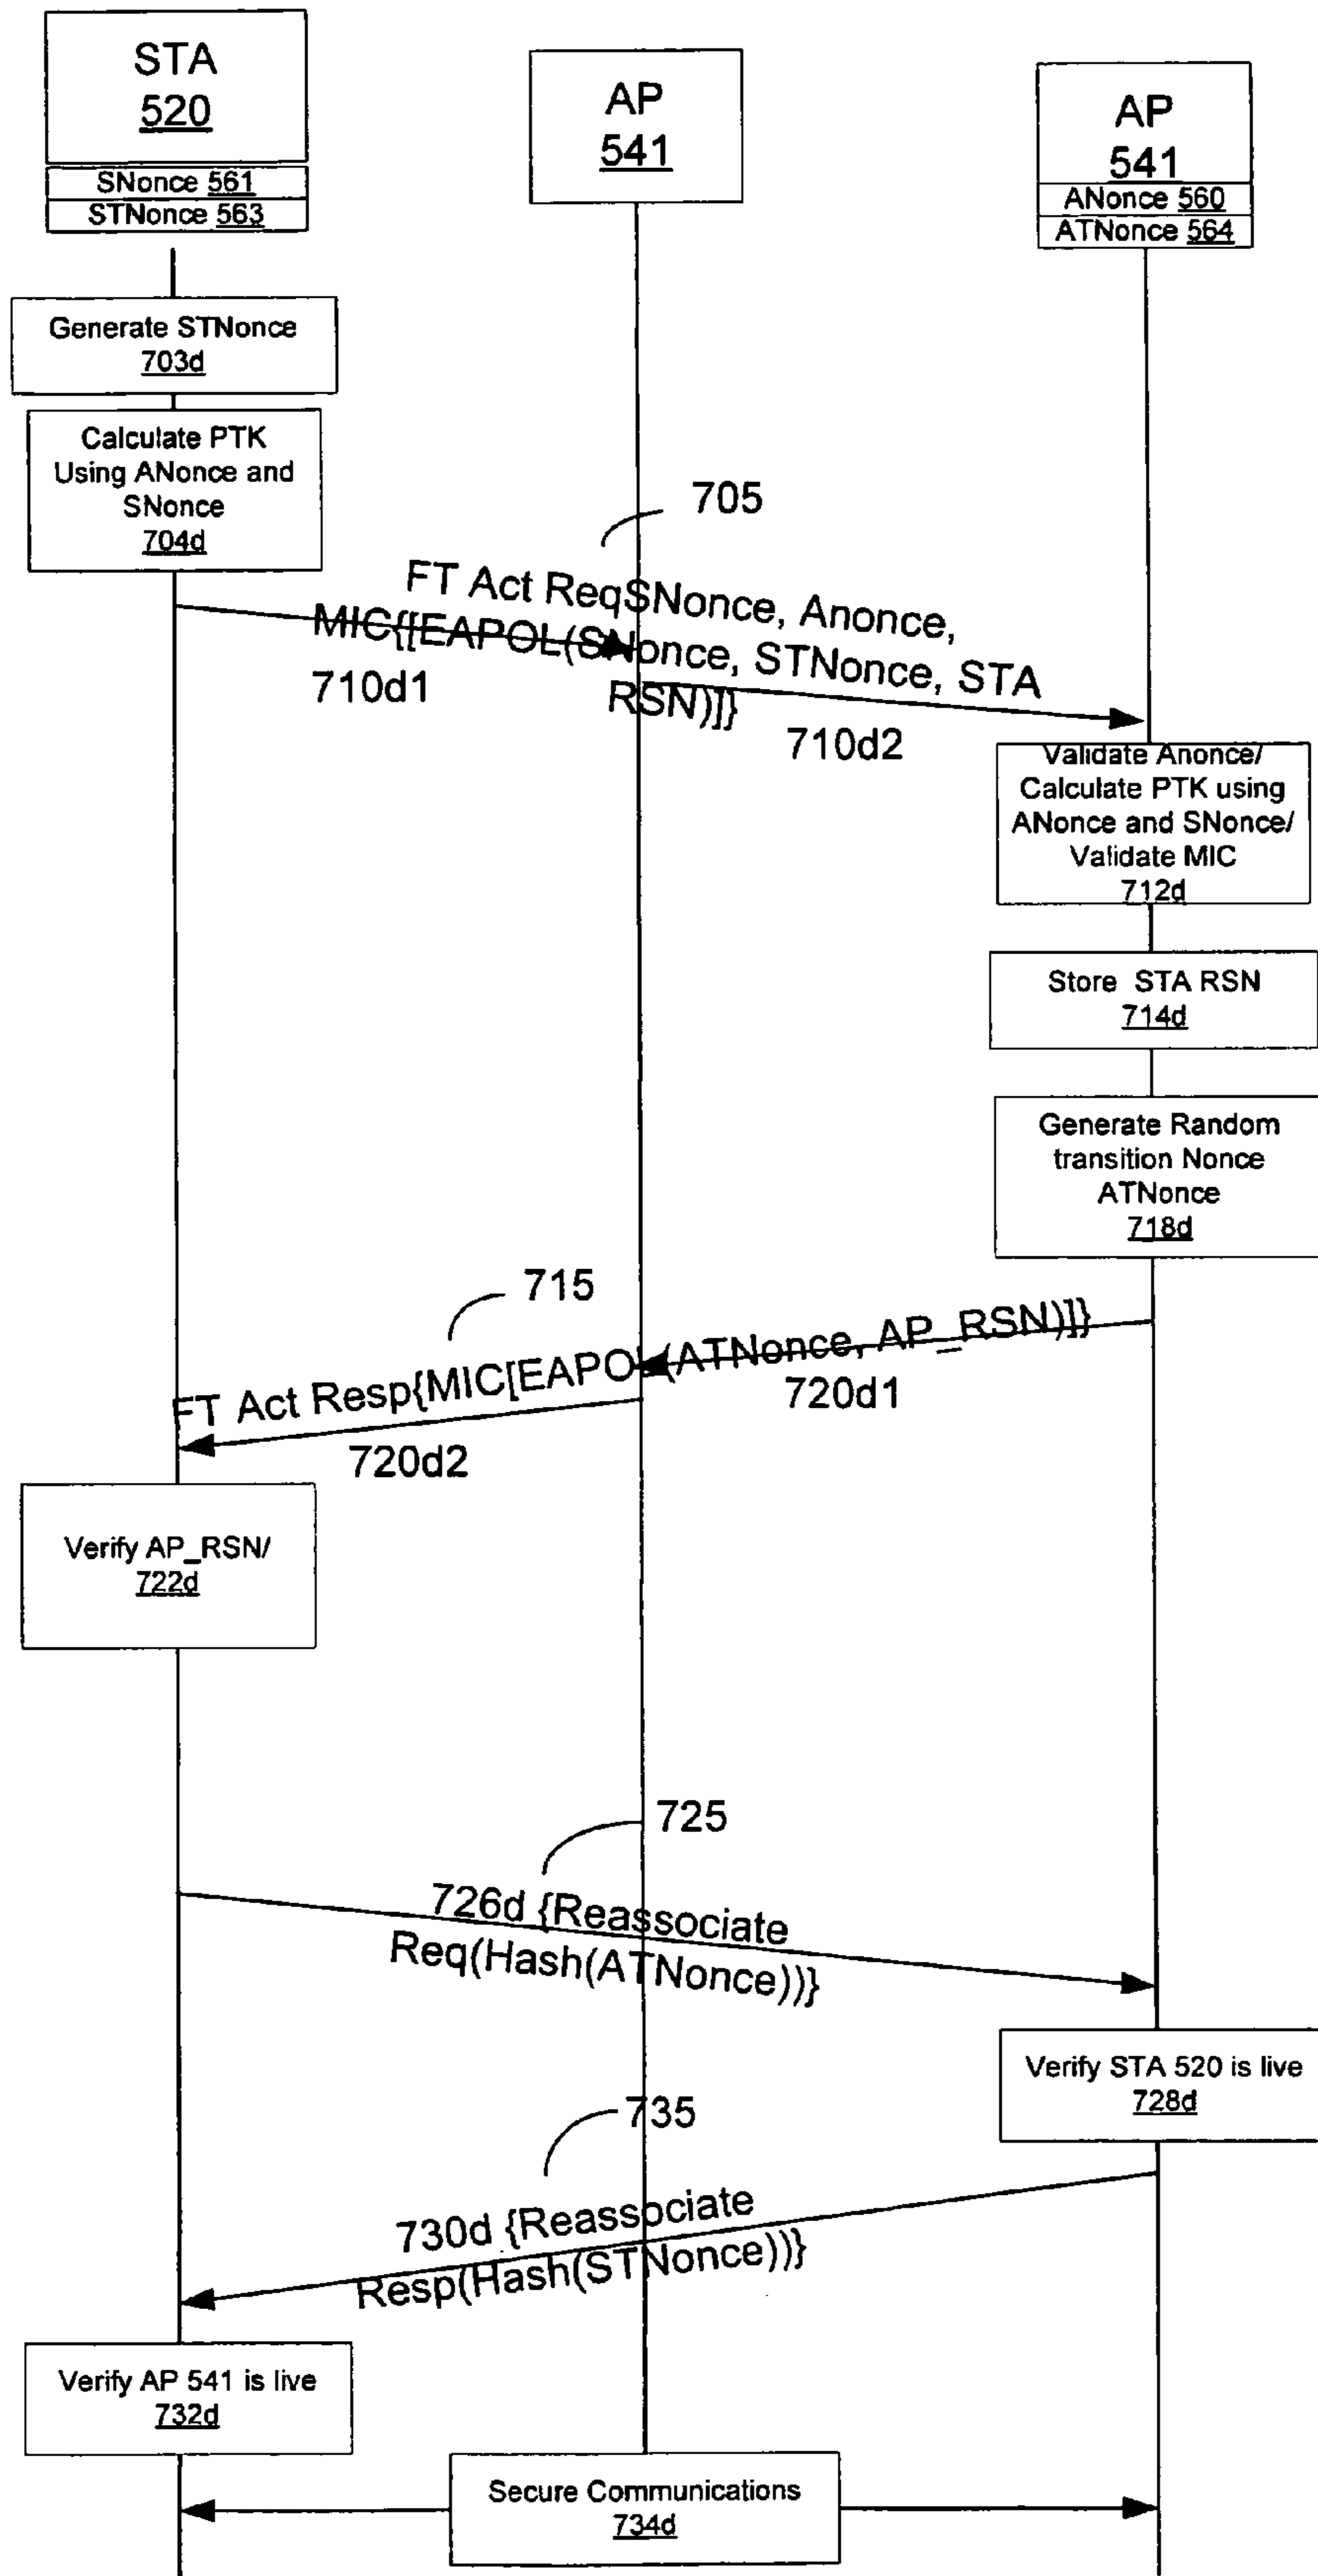 STA
520
SNonce 561
STNonce 563
AP
541
AP
541
ANonce 560
ATNonce 564
Generate STNonce
703d
Calculate PTK
Using ANonce and
SNonce
704d
705
FT Act ReqSNonce, Anonce,
MIC{[EAPOL(SNonce, STNonce, STA
RSN)]}
710d1
710d2
Validate Anonce/
Calculate PTK using
ANonce and SNonce/
Validate MIC
712d
Store STA RSN
714d
Generate Random
transition Nonce
ATNonce
718d
715
FT Act Resp{MIC[EAPOL(ATNonce, AP_RSN)]}
720d1
720d2
Verify AP_RSN/
722d
725
726d {Reassociate
Req(Hash(ATNonce))}
Verify STA 520 is live
728d
735
730d {Reassociate
Resp(Hash(STNonce))}
Verify AP 541 is live
732d
Secure Communications
734d